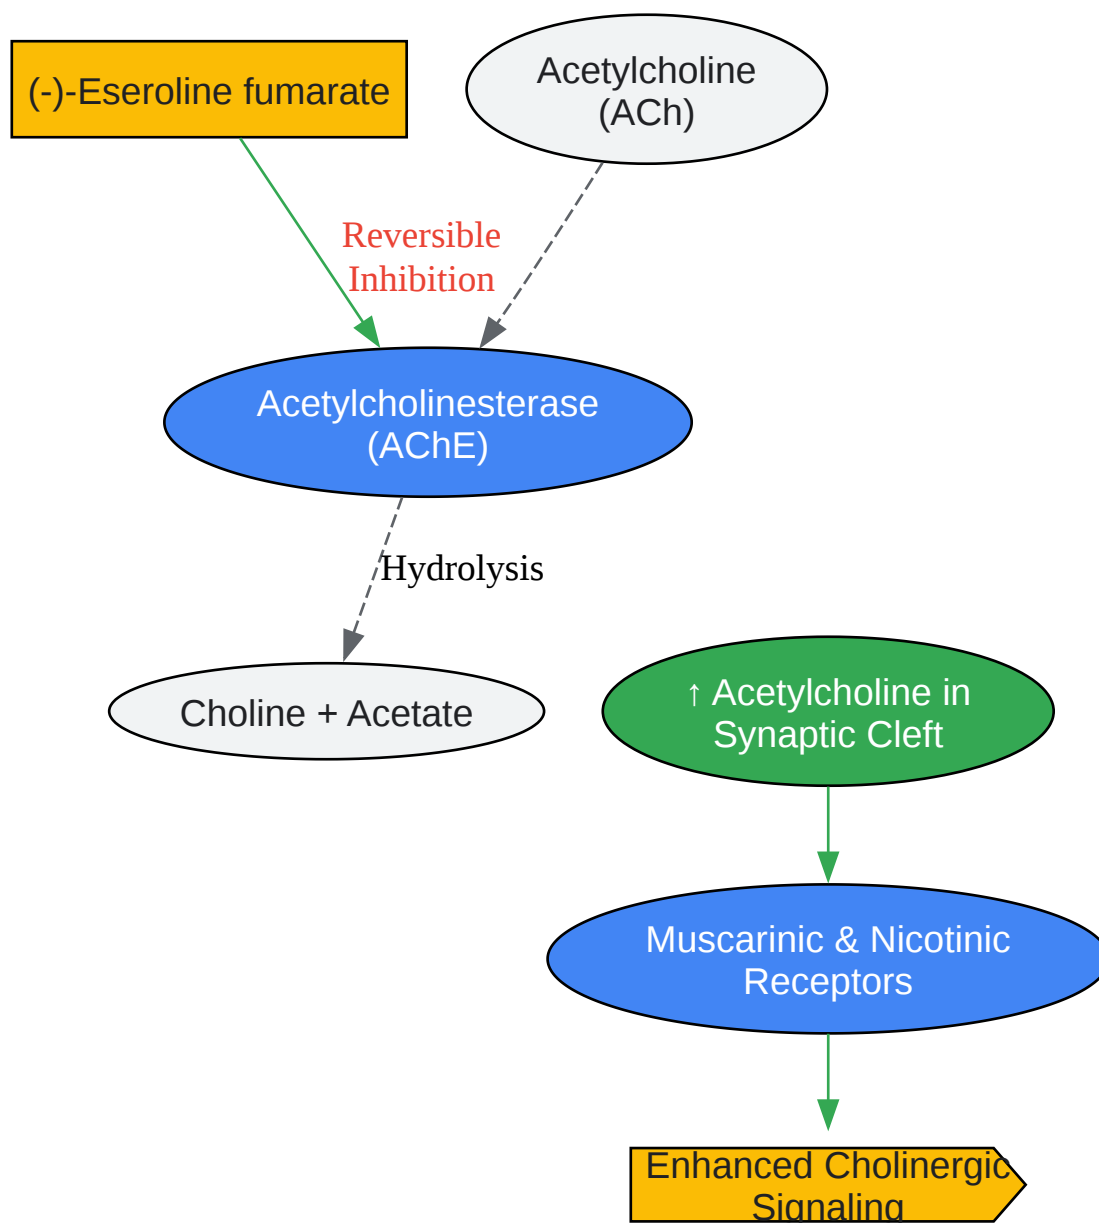 (-)-Eseroline fumarate
Acetylcholine
(ACh)
Reversible
Inhibition
Acetylcholinesterase
(AChE)
Hydrolysis
Choline + Acetate
↑ Acetylcholine in
Synaptic Cleft
Muscarinic & Nicotinic
Receptors
Enhanced Cholinergic
Signaling